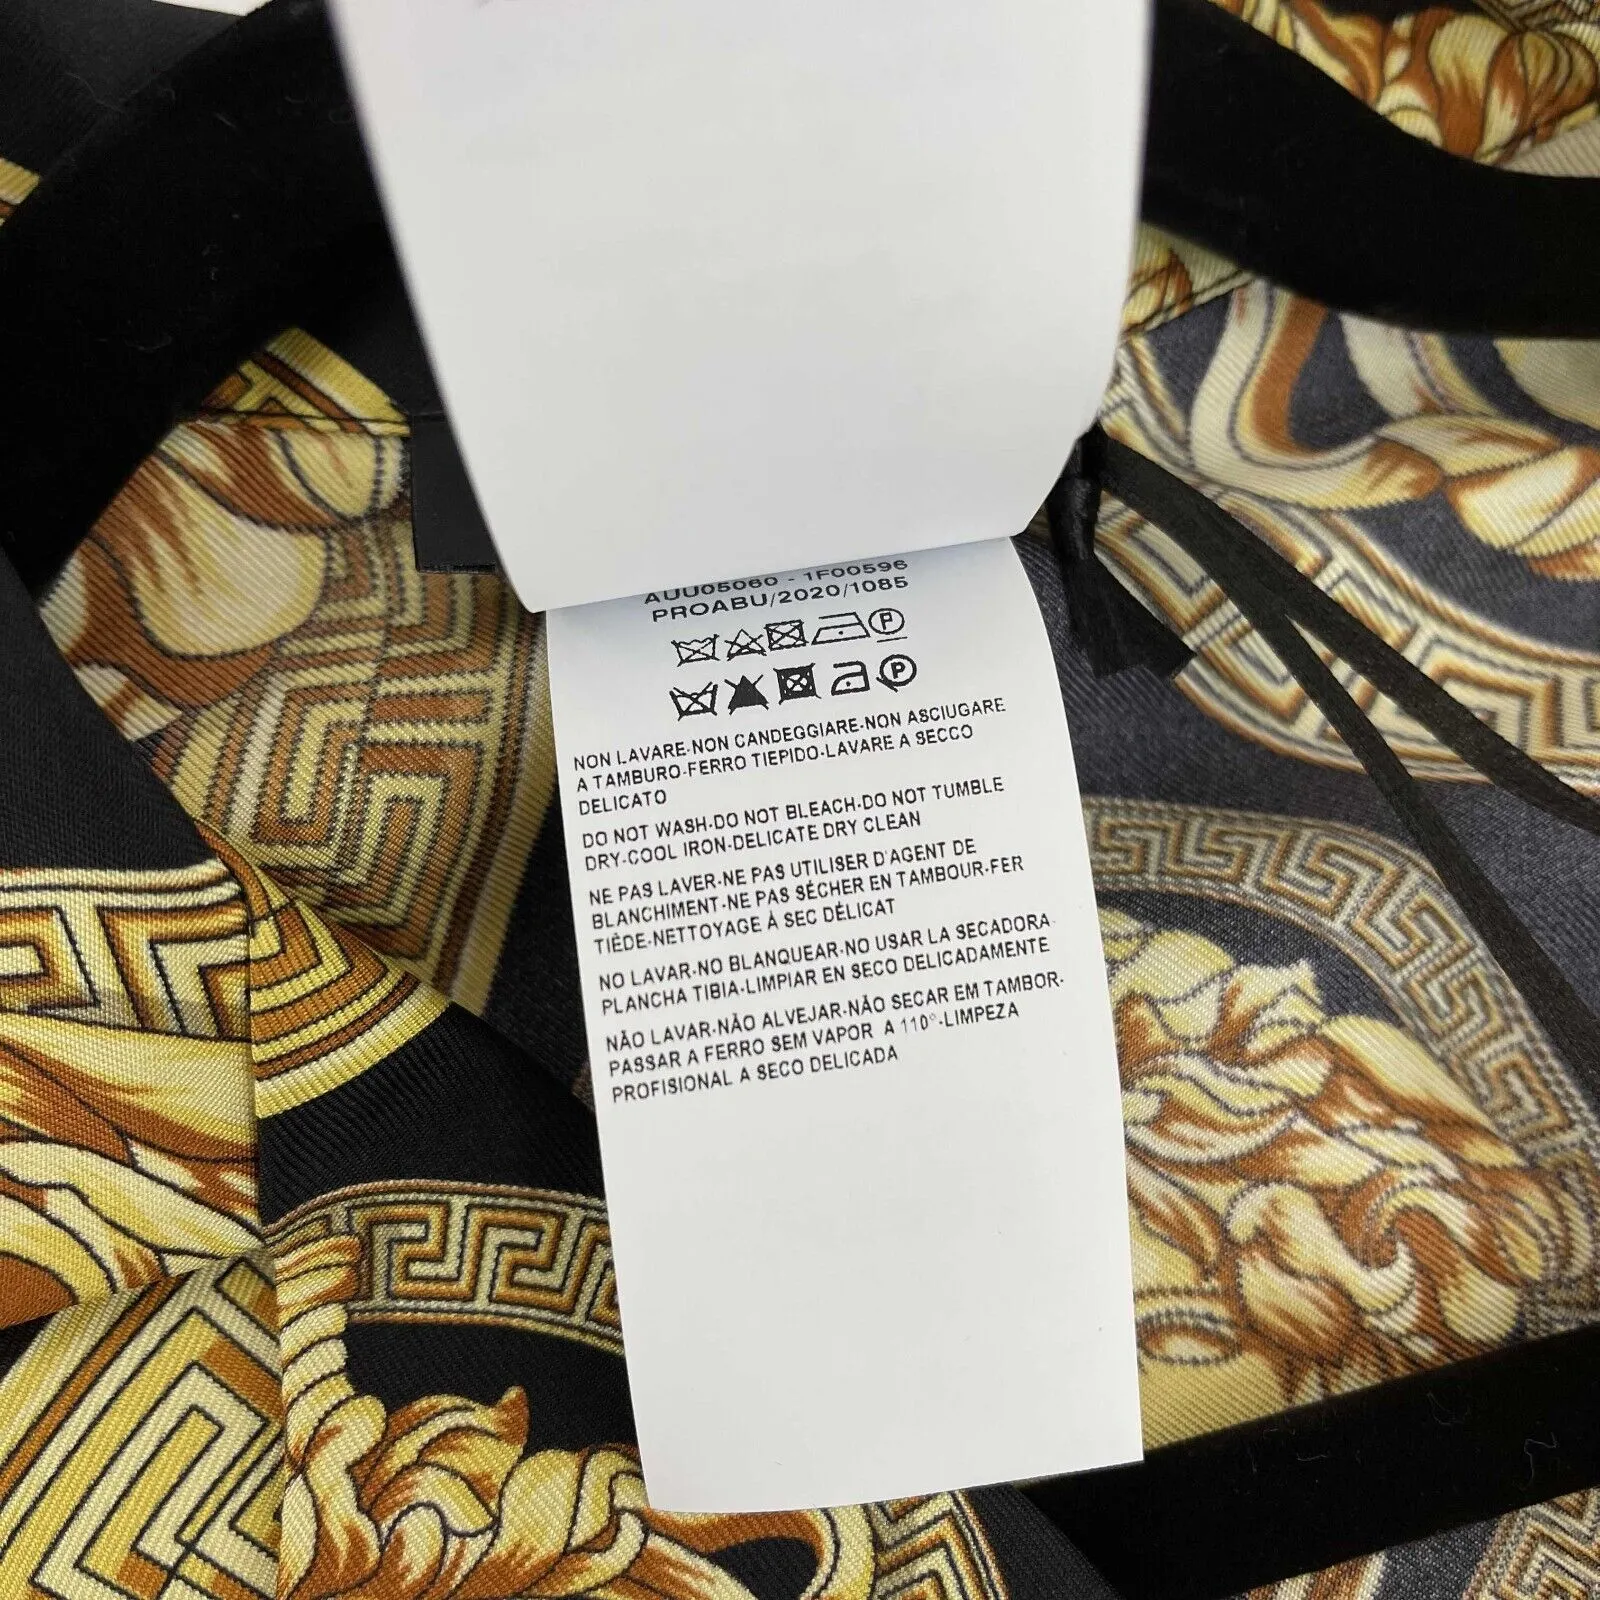 AUU05060 - 1F00596
PROABU/2020/1085
P
P
NON LAVARE-NON CANDEGGIARE-NON ASCIUGARE
A TAMBURO-FERRO TIEPIDO-LAVARE A SECCO
DELICATO
DO NOT WASH-DO NOT BLEACH-DO NOT TUMBLE
DRY-COOL IRON-DELICATE DRY CLEAN
NE PAS LAVER-NE PAS UTILISER D'AGENT DE
BLANCHIMENT-NE PAS SÉCHER EN TAMBOUR-FER
TIÈDE-NETTOYAGE À SEC DÉLICAT
NO LAVAR-NO BLANQUEAR-NO USAR LA SECADORA-
PLANCHA TIBIA-LIMPIAR EN SECO DELICADAMENTE
NÃO LAVAR-NÃO ALVEJAR-NÃO SECAR EM TAMBOR-
PASSAR A FERRO SEM VAPOR A 110°-LIMPEZA
PROFISIONAL A SECO DELICADA